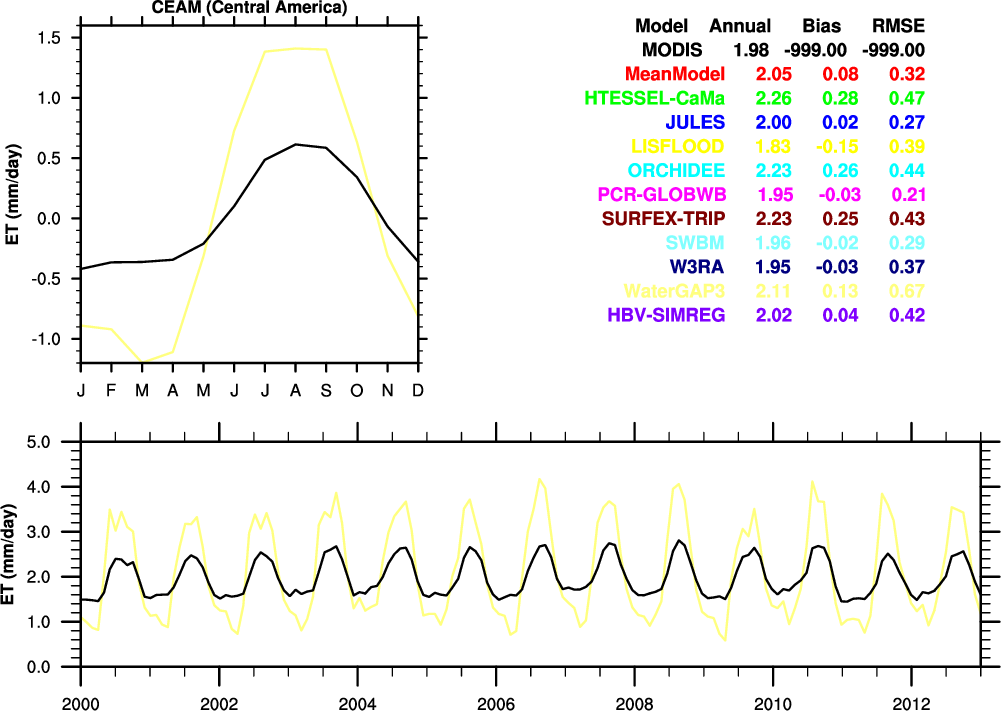 CEAM (Central America)
1.5
1.0
0.5
0.0
-0.5
-1.0
ET (mm/day)
J F M A M J J A S O N D
Model Annual Bias RMSE
MODIS 1.98 -999.00 -999.00
MeanModel 2.05 0.08 0.32
HTESSEL-CaMa 2.26 0.28 0.47
JULES 2.00 0.02 0.27
LISFLOOD 1.83 -0.15 0.39
ORCHIDEE 2.23 0.26 0.44
PCR-GLOBWB 1.95 -0.03 0.21
SURFEX-TRIP 2.23 0.25 0.43
SWBM 1.96 -0.02 0.29
W3RA 1.95 -0.03 0.37
WaterGAP3 2.11 0.13 0.67
HBV-SIMREG 2.02 0.04 0.42
5.0
4.0
3.0
2.0
1.0
0.0
ET (mm/day)
2000 2002 2004 2006 2008 2010 2012